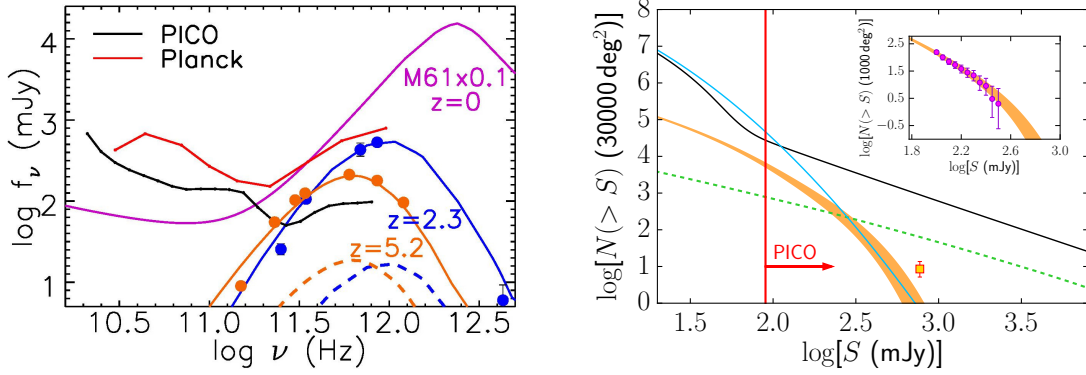 PICO
Planck
M61x0.1
z=0
z=2.3
z=5.2
4
3
2
1
log fν (mJy)
10.5 11.0 11.5 12.0 12.5
log ν (Hz)
8
7
6
5
4
3
2
1
0
log[N(> S) (30000 deg²)]
PICO
1.5 2.0 2.5 3.0 3.5
log[S (mJy)]
2.5
1.5
0.5
−0.5
log[N(>S) (1000 deg²)]
1.8 2.2 2.6 3.0
log[S (mJy)]